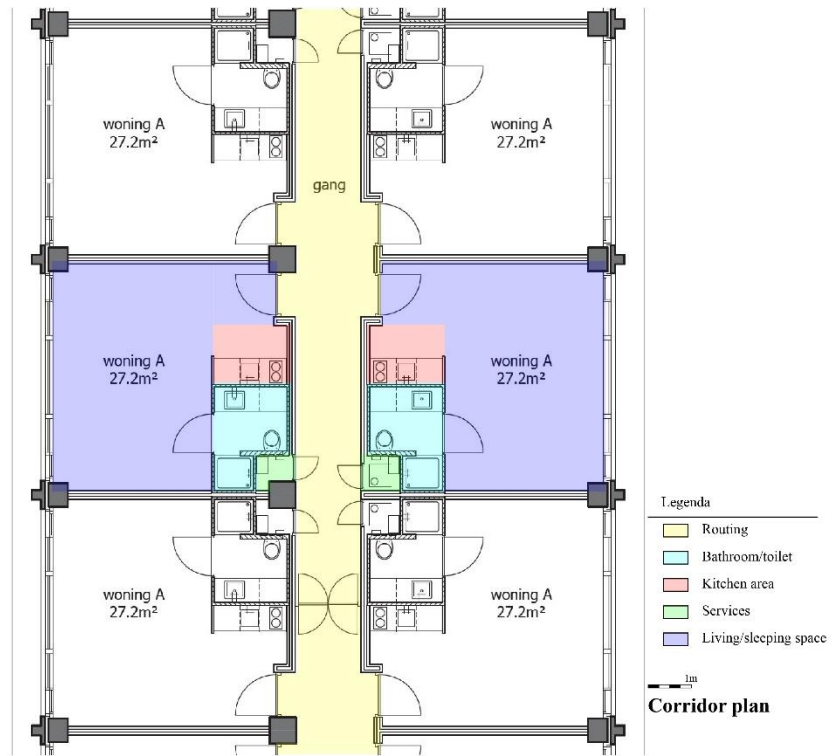 woning A
27.2m²
woning A
27.2m²
gang
woning A
27.2m²
woning A
27.2m²
woning A
27.2m²
woning A
27.2m²
Legenda
Routing
Bathroom/toilet
Kitchen area
Services
Living/sleeping space
1m
Corridor plan